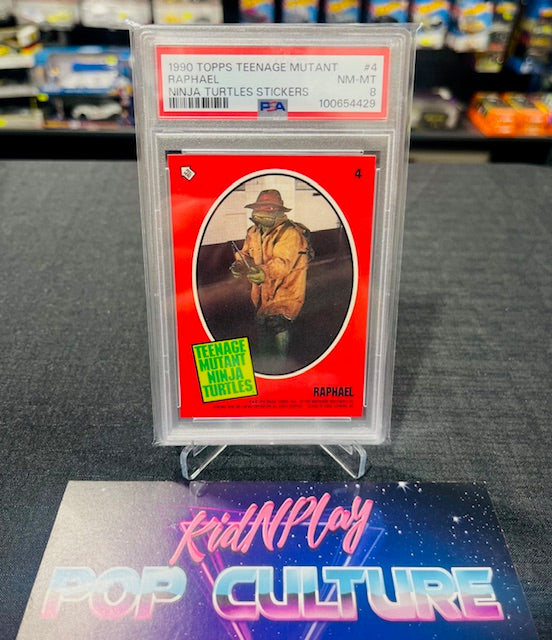 1990 TOPPS TEENAGE MUTANT #4
RAPHAEL NM-MT
NINJA TURTLES STICKERS 8
PSA 100654429
4
TEENAGE
MUTANT
NINJA
TURTLES
RAPHAEL
KidNPlay
POP CULTURE